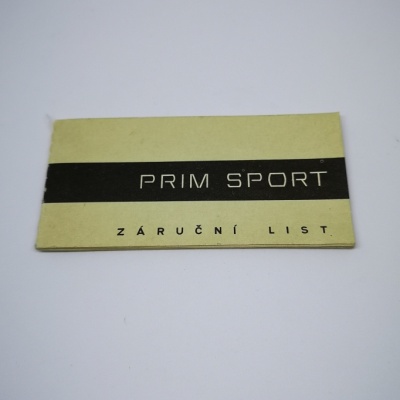 PRIM SPORT
ZÁRUČNÍ LIST